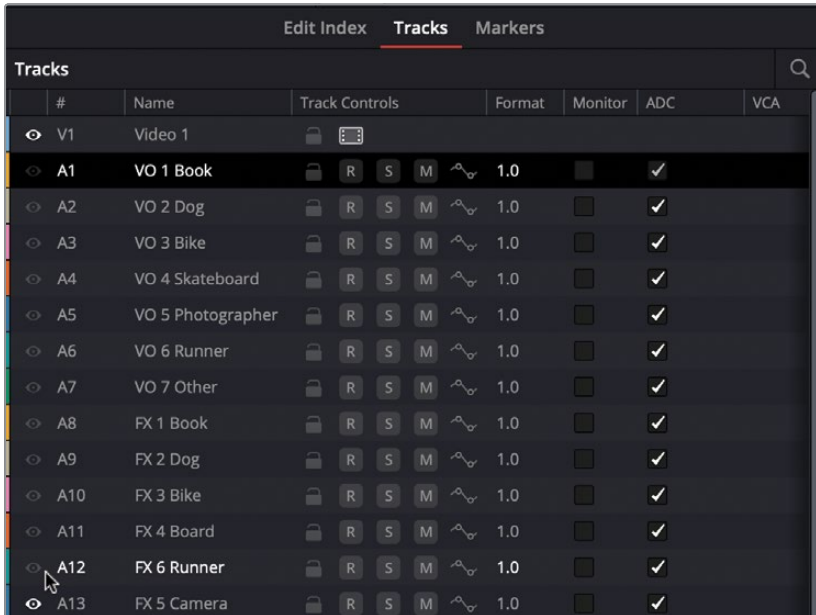 Edit Index Tracks Markers
Tracks
# Name Track Controls Format Monitor ADC VCA
V1 Video 1
A1 VO 1 Book R S M 1.0
A2 VO 2 Dog R S M 1.0
A3 VO 3 Bike R S M 1.0
A4 VO 4 Skateboard R S M 1.0
A5 VO 5 Photographer R S M 1.0
A6 VO 6 Runner R S M 1.0
A7 VO 7 Other R S M 1.0
A8 FX 1 Book R S M 1.0
A9 FX 2 Dog R S M 1.0
A10 FX 3 Bike R S M 1.0
A11 FX 4 Board R S M 1.0
A12 FX 6 Runner R S M 1.0
A13 FX 5 Camera R S M 1.0